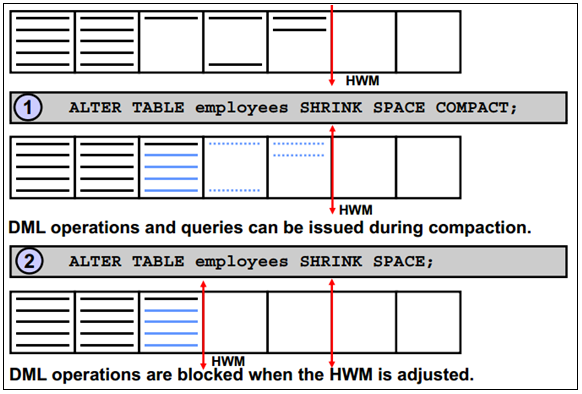 HWM
1 ALTER TABLE employees SHRINK SPACE COMPACT;
HWM
DML operations and queries can be issued during compaction.
2 ALTER TABLE employees SHRINK SPACE;
HWM
DML operations are blocked when the HWM is adjusted.